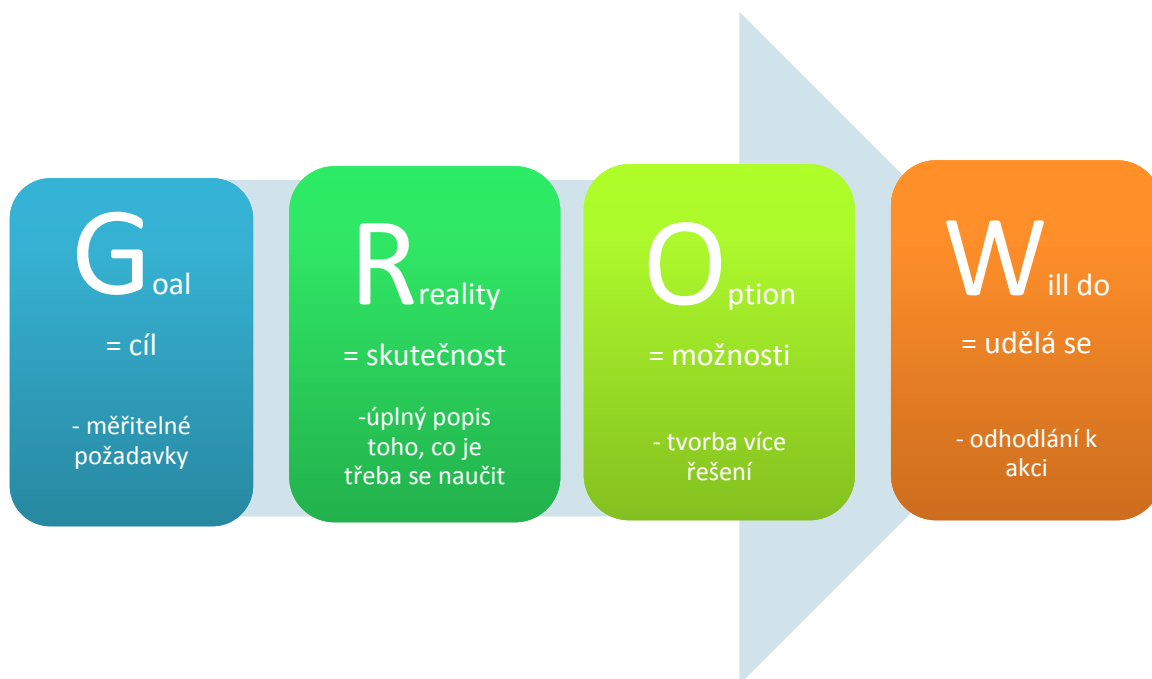 Goal
= cíl
- měřitelné
požadavky
Rreality
= skutečnost
-úplný popis
toho, co je
třeba se naučit
Option
= možnosti
- tvorba více
řešení
Will do
= udělá se
- odhodlání k
akci